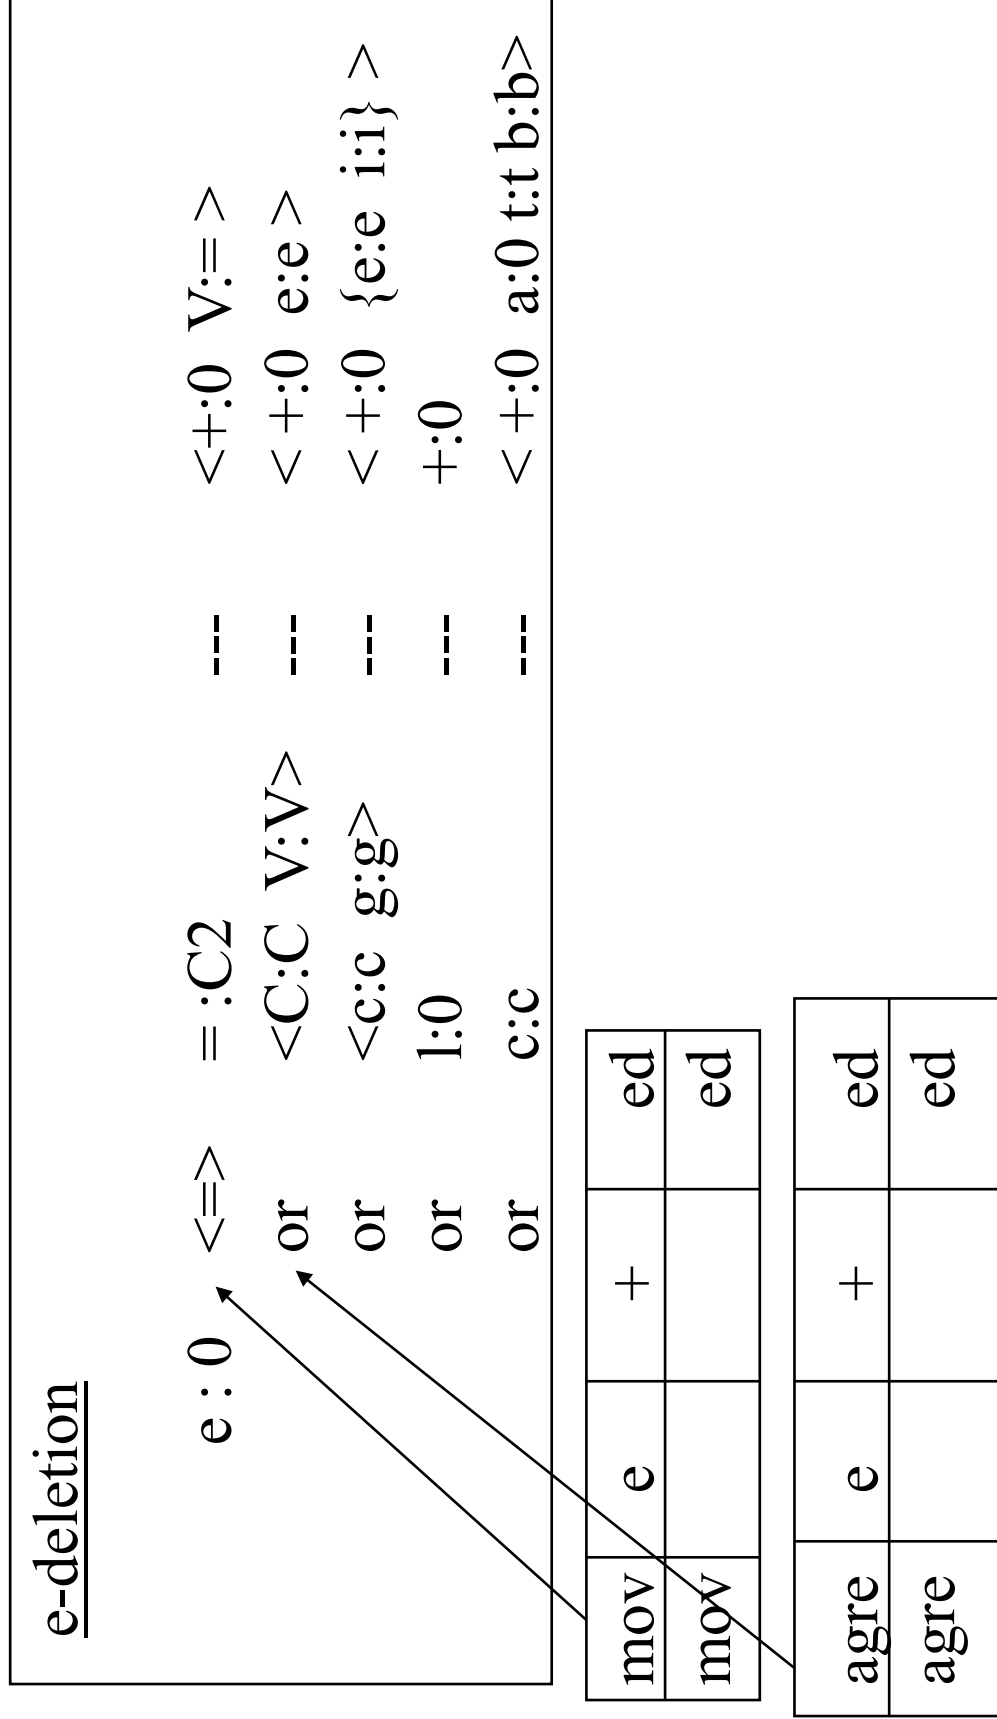 e-deletion
e : 0 <=> = :C2 --- <+:0 V:= >
or <C:C V:V> --- < +:0 e:e >
or <c:c g:g> --- < +:0 {e:e i:i} >
or l:0 --- +:0
or c:c --- < +:0 a:0 t:t b:b>
mov e + ed
mov ed
agre e + ed
agre ed